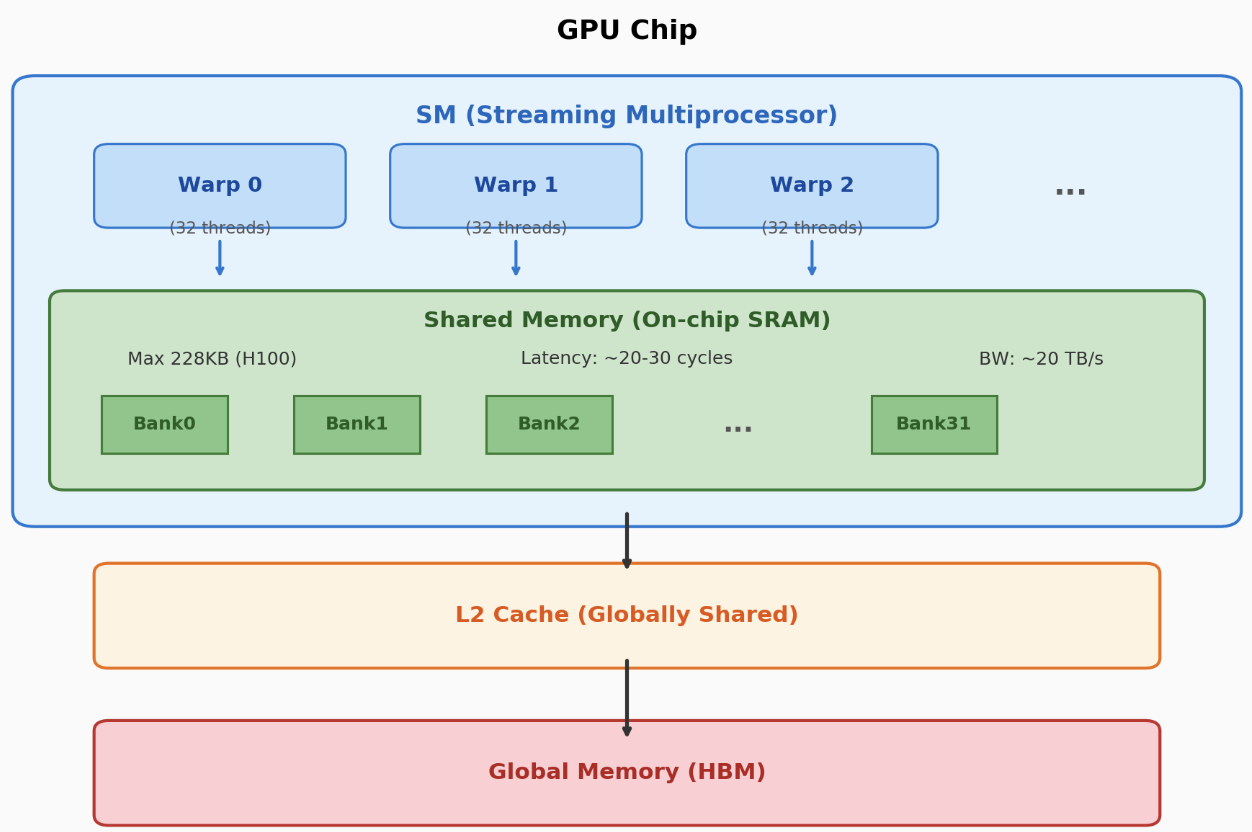 GPU Chip
SM (Streaming Multiprocessor)
Warp 0
Warp 1
Warp 2
...
(32 threads)
(32 threads)
(32 threads)
Shared Memory (On-chip SRAM)
Max 228KB (H100)
Latency: ~20-30 cycles
BW: ~20 TB/s
Bank0
Bank1
Bank2
...
Bank31
L2 Cache (Globally Shared)
Global Memory (HBM)